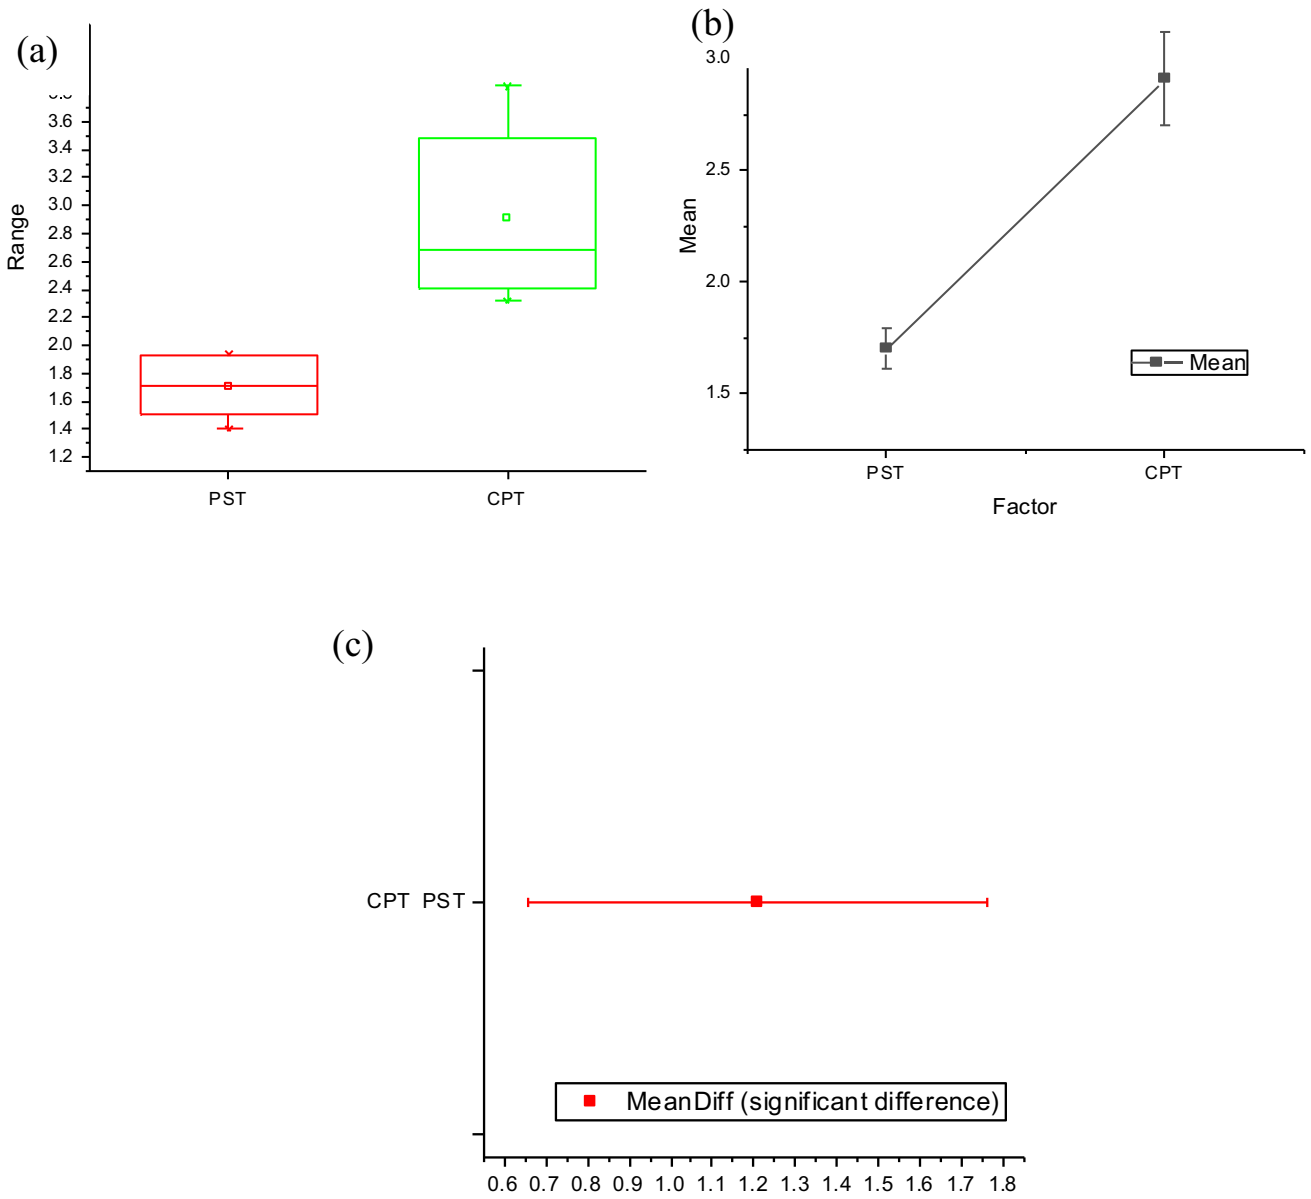 (a)
3.6
3.4
3.2
3.0
2.8
2.6
2.4
2.2
2.0
1.8
1.6
1.4
1.2
Range
PST CPT
(b)
3.0
2.5
2.0
1.5
Mean
Mean
PST CPT
Factor
(c)
CPT PST
MeanDiff (significant difference)
0.6 0.7 0.8 0.9 1.0 1.1 1.2 1.3 1.4 1.5 1.6 1.7 1.8